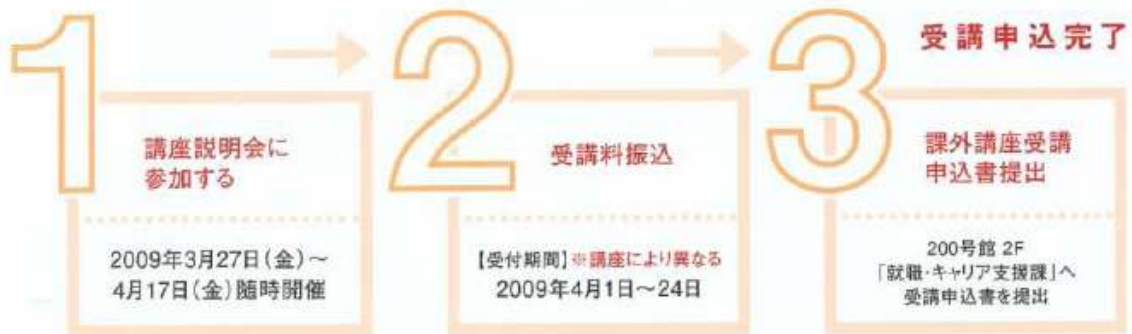 1
講座説明会に
参加する
2009年3月27日(金)～
4月17日(金)随時開催
2
受講料振込
【受付期間】※講座により異なる
2009年4月1日～24日
3
受講申込完了
課外講座受講
申込書提出
200号館 2F
「就職・キャリア支援課」へ
受講申込書を提出